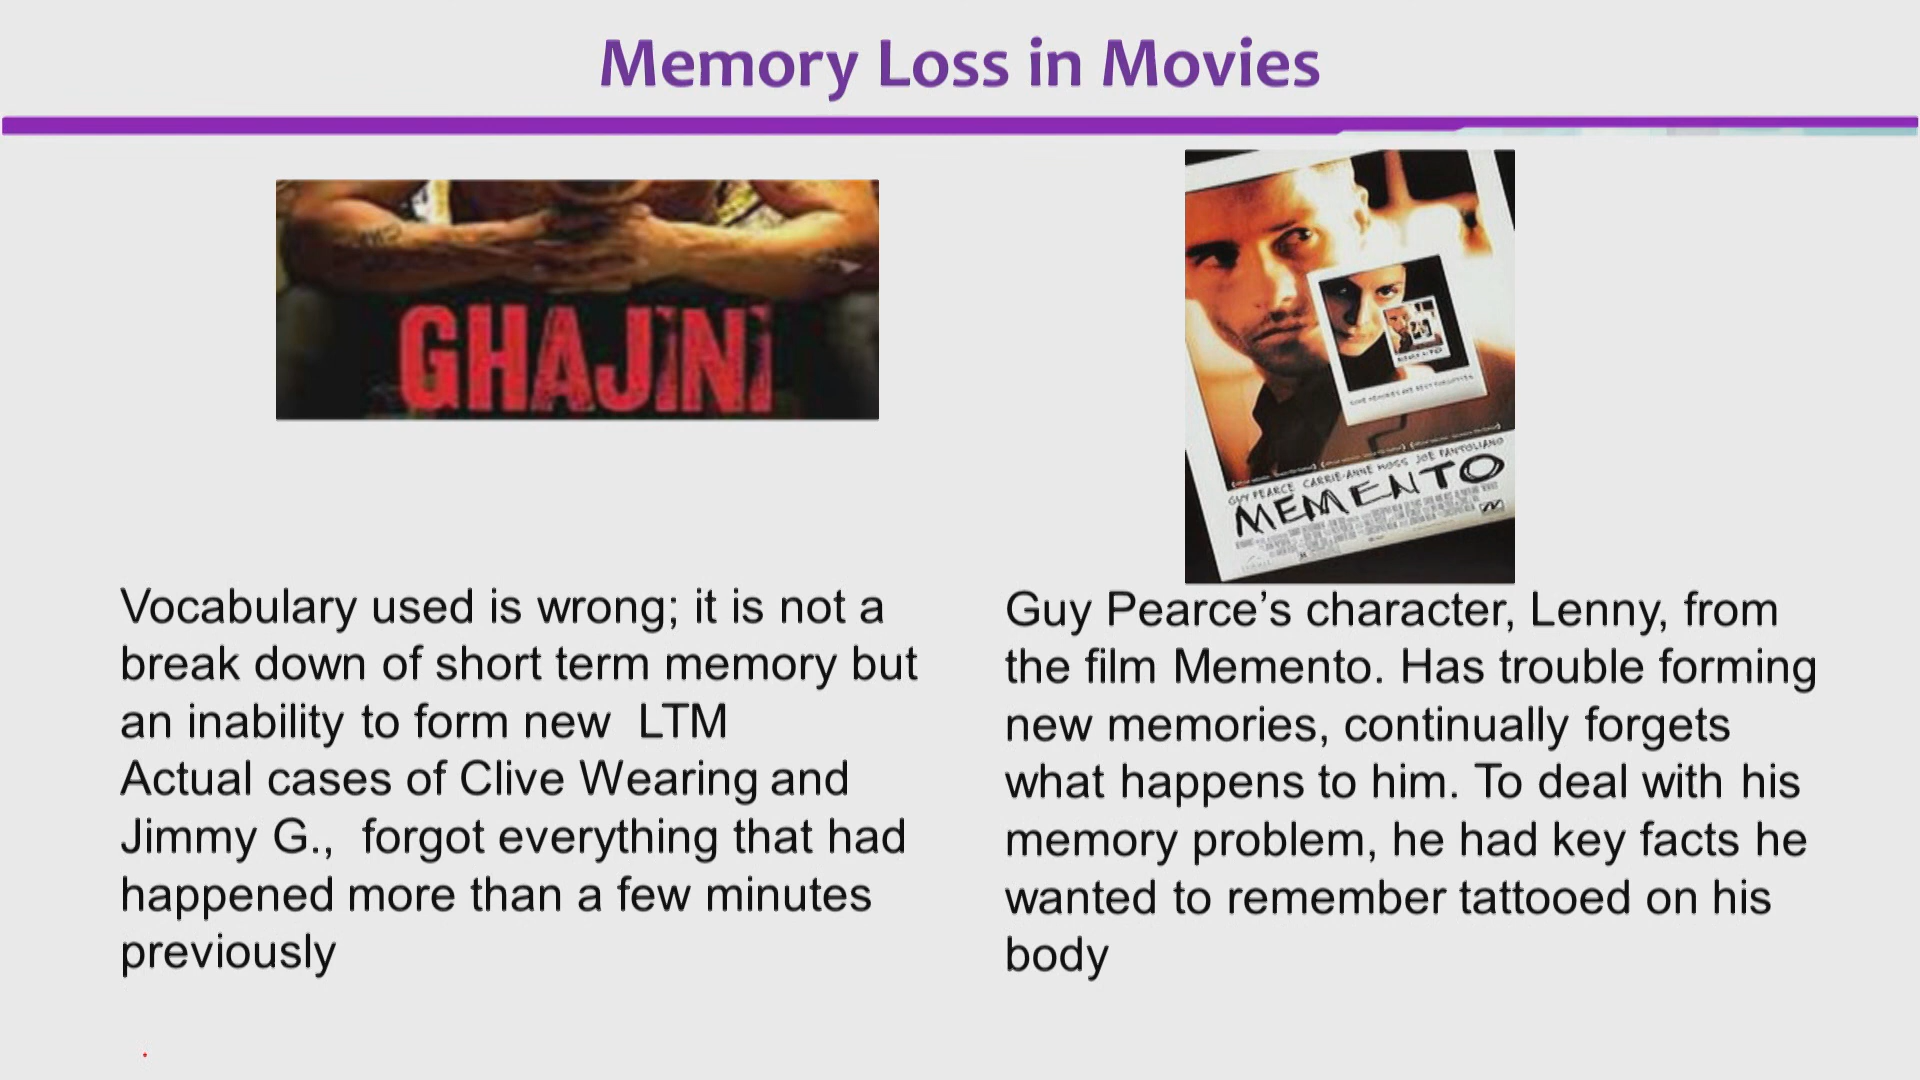 Memory Loss in Movies
GHAJINI
GUY PEARCE CARRIE-ANNE MOSS JOE PANTOLIANO
MEMENTO
Vocabulary used is wrong; it is not a
break down of short term memory but
an inability to form new LTM
Actual cases of Clive Wearing and
Jimmy G., forgot everything that had
happened more than a few minutes
previously
Guy Pearce’s character, Lenny, from
the film Memento. Has trouble forming
new memories, continually forgets
what happens to him. To deal with his
memory problem, he had key facts he
wanted to remember tattooed on his
body